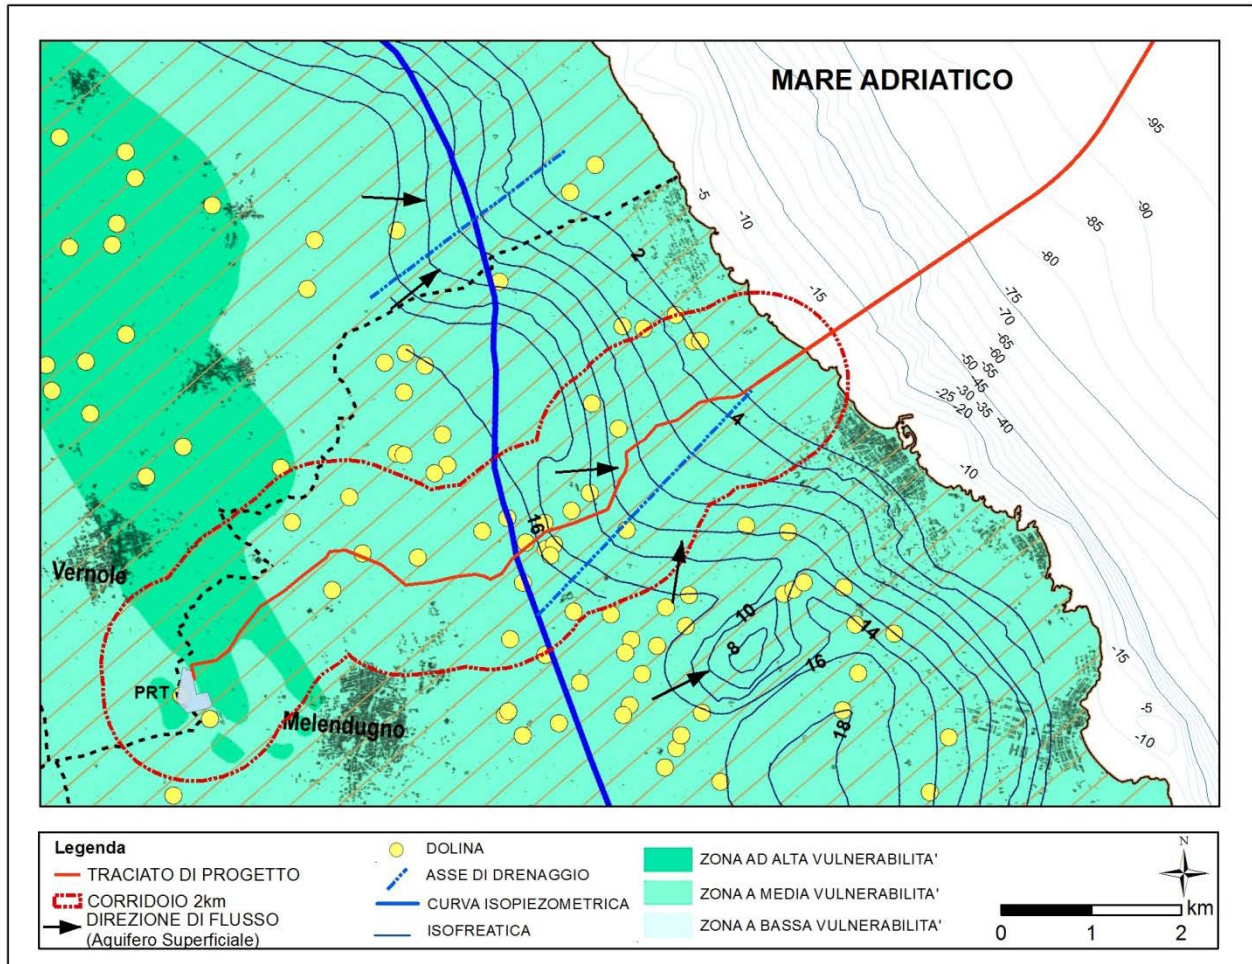 MARE ADRIATICO
-95
-90
-85
-80
-75
-70
-65
-60
-55
-50
-45
-40
-35
-30
-25
-20
-15
-10
-5
-10
2
4
16
10
8
14
16
18
-10
-15
-5
-10
Vernole
PRT
Melendugno
Legenda
TRACIATO DI PROGETTO
CORRIDOIO 2km
DIREZIONE DI FLUSSO
(Aquifero Superficiale)
DOLINA
ASSE DI DRENAGGIO
CURVA ISOPIEZOMETRICA
ISOFREATICA
ZONA AD ALTA VULNERABILITA'
ZONA A MEDIA VULNERABILITA'
ZONA A BASSA VULNERABILITA'
N
km
0 1 2